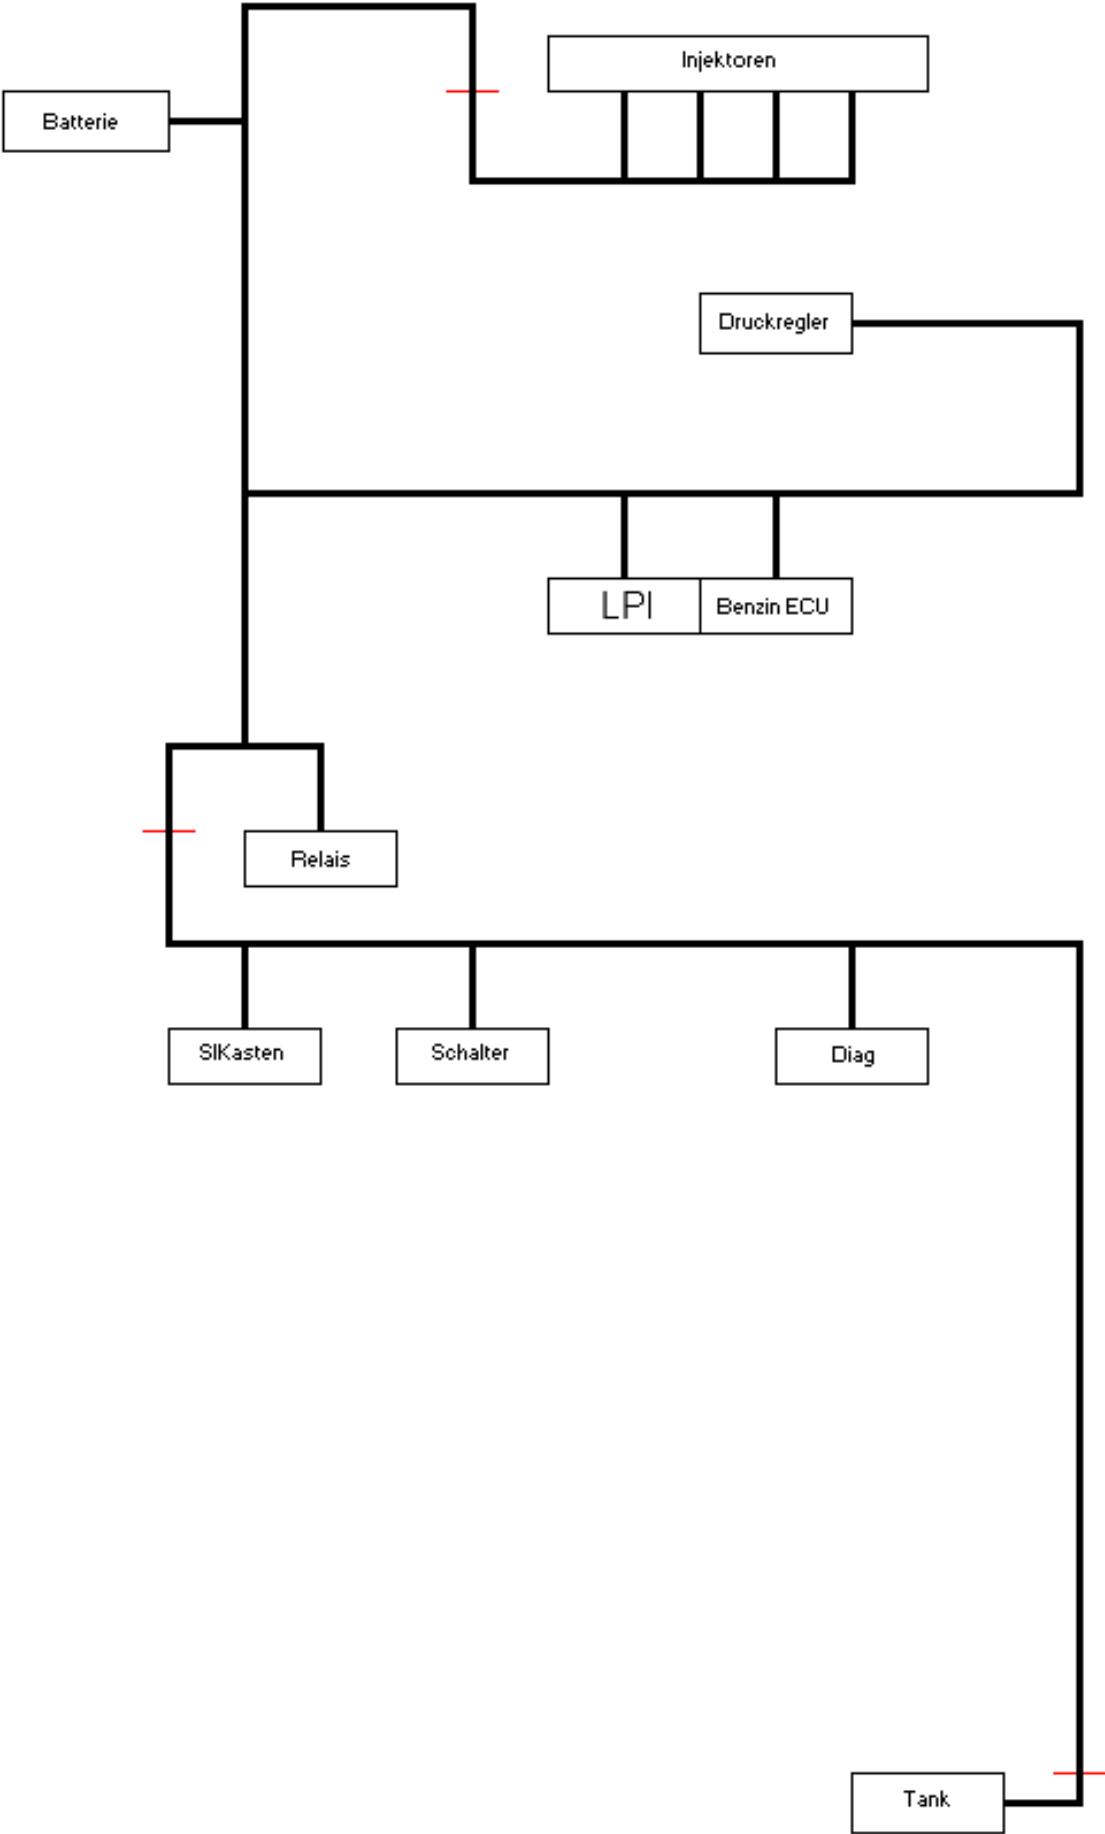 Injektoren
Batterie
Druckregler
LPI
Benzin ECU
Relais
SIKasten
Schalter
Diag
Tank